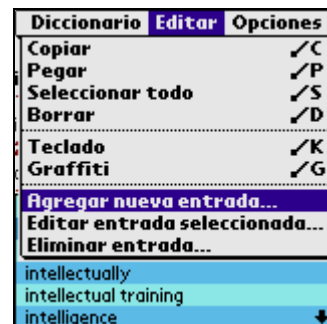 Diccionario Editar Opciones
Copiar /C
Pegar /P
Seleccionar todo /S
Borrar /D
Teclado /K
Graffiti /G
Agregar nueva entrada...
Editar entrada seleccionada...
Eliminar entrada...
intellectually
intellectual training
intelligence